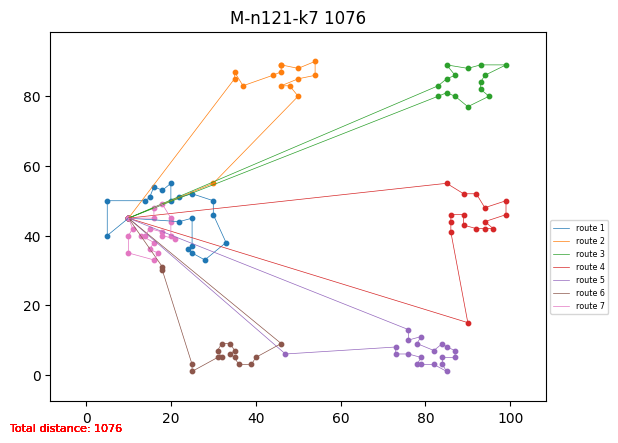 M-n121-k7 1076
80
60
40
20
0
0 20 40 60 80 100
route 1
route 2
route 3
route 4
route 5
route 6
route 7
Total distance: 1076